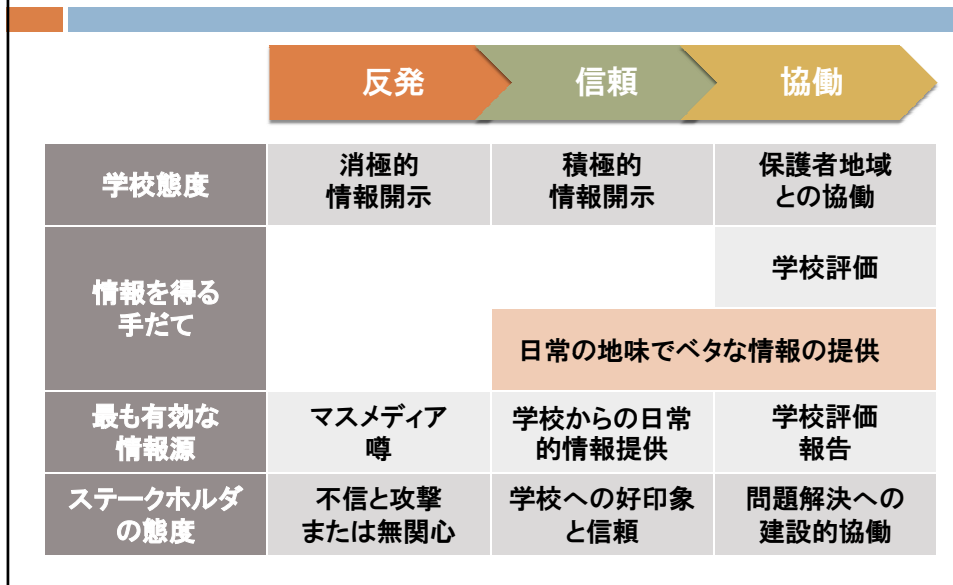 反発
信頼
協働
学校態度
消極的
情報開示
積極的
情報開示
保護者地域
との協働
情報を得る
手だて
学校評価
日常の地味でベタな情報の提供
最も有効な
情報源
マスメディア
噂
学校からの日常
的情報提供
学校評価
報告
ステークホルダ
の態度
不信と攻撃
または無関心
学校への好印象
と信頼
問題解決への
建設的協働